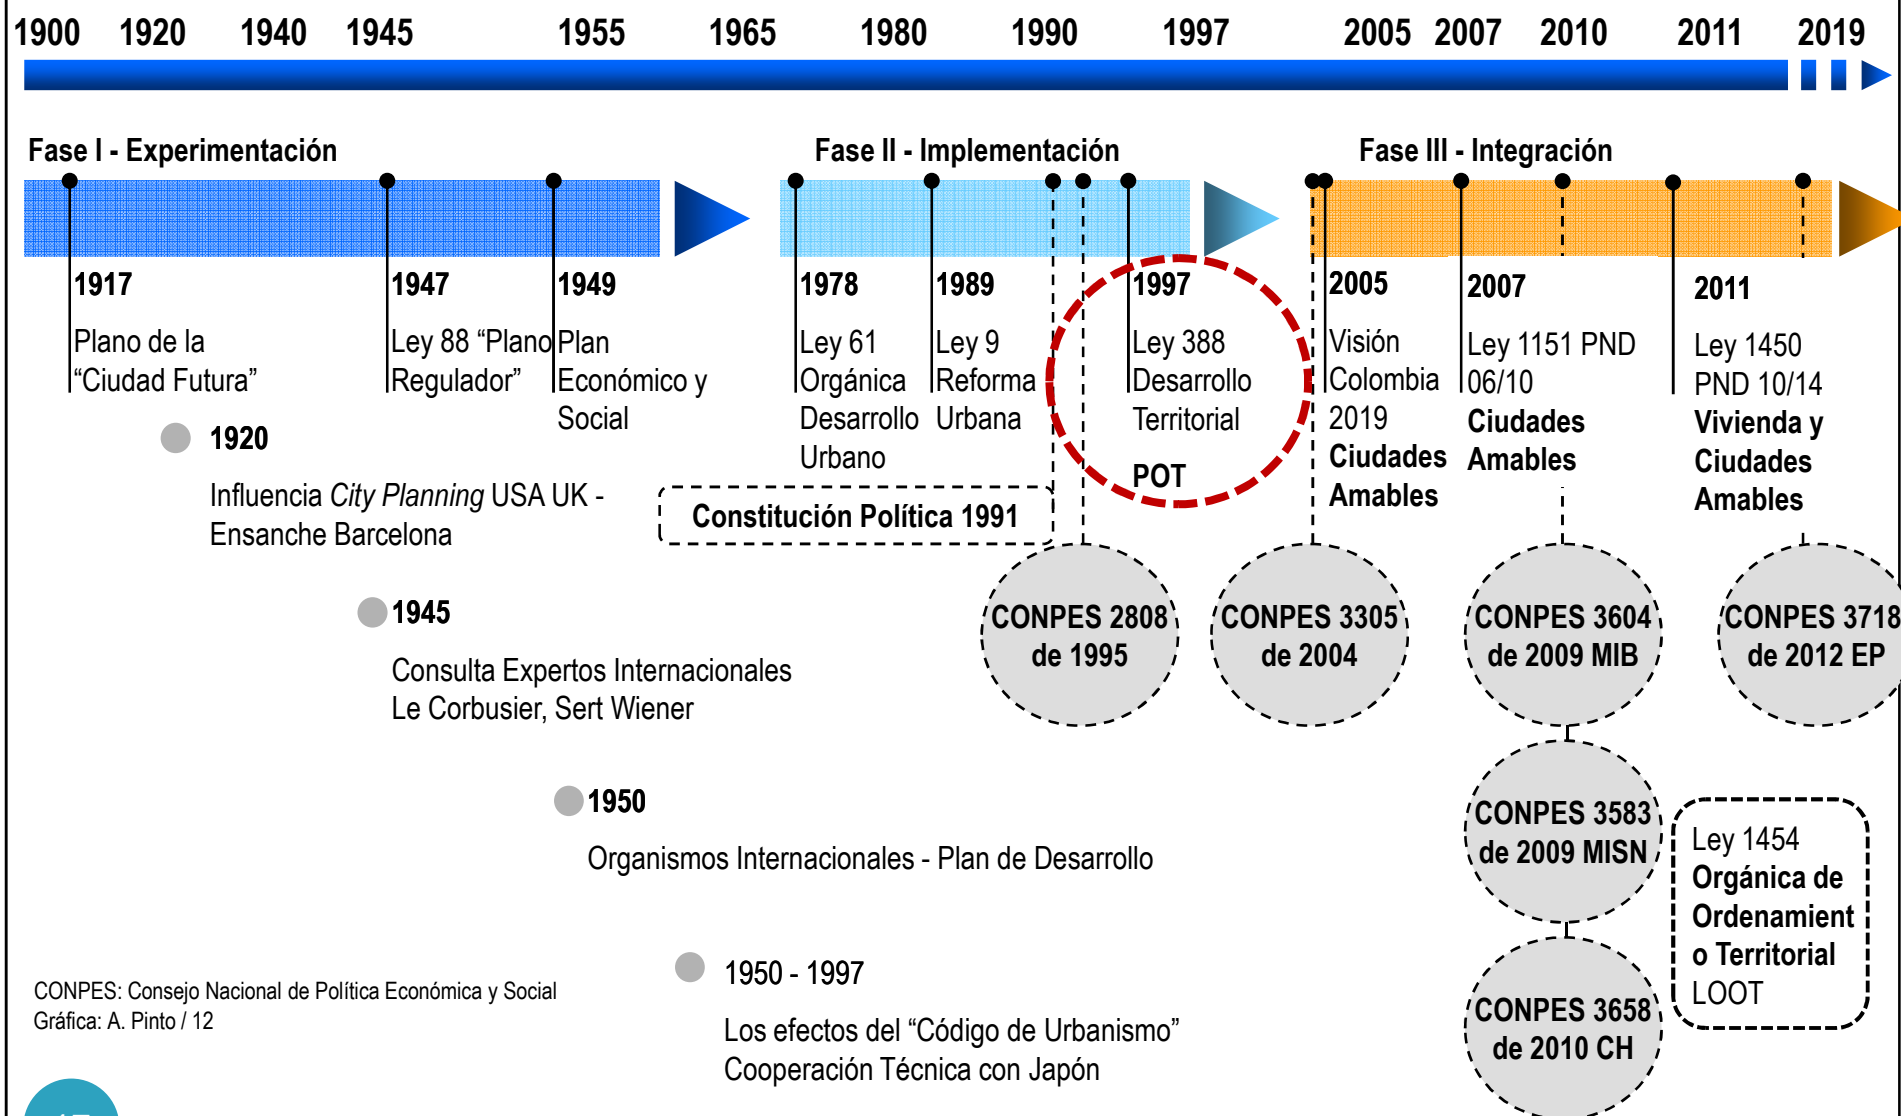 1900 1920 1940 1945 1955 1965 1980 1990 1997 2005 2007 2010 2011 2019
Fase I - Experimentación
Fase II - Implementación
Fase III - Integración
1917
Plano de la
“Ciudad Futura”
1947
Ley 88 “Plano
Regulador”
1949
Plan
Económico y
Social
1978
Ley 61
Orgánica
Desarrollo
Urbano
1989
Ley 9
Reforma
Urbana
1997
Ley 388
Desarrollo
Territorial
POT
2005
Visión
Colombia
2019
Ciudades
Amables
2007
Ley 1151 PND
06/10
Ciudades
Amables
2011
Ley 1450
PND 10/14
Vivienda y
Ciudades
Amables
1920
Influencia City Planning USA UK -
Ensanche Barcelona
Constitución Política 1991
1945
Consulta Expertos Internacionales
Le Corbusier, Sert Wiener
CONPES 2808
de 1995
CONPES 3305
de 2004
CONPES 3604
de 2009 MIB
CONPES 3718
de 2012 EP
1950
Organismos Internacionales - Plan de Desarrollo
CONPES 3583
de 2009 MISN
Ley 1454
Orgánica de
Ordenamient
o Territorial
LOOT
1950 - 1997
Los efectos del “Código de Urbanismo”
Cooperación Técnica con Japón
CONPES 3658
de 2010 CH
CONPES: Consejo Nacional de Política Económica y Social
Gráfica: A. Pinto / 12